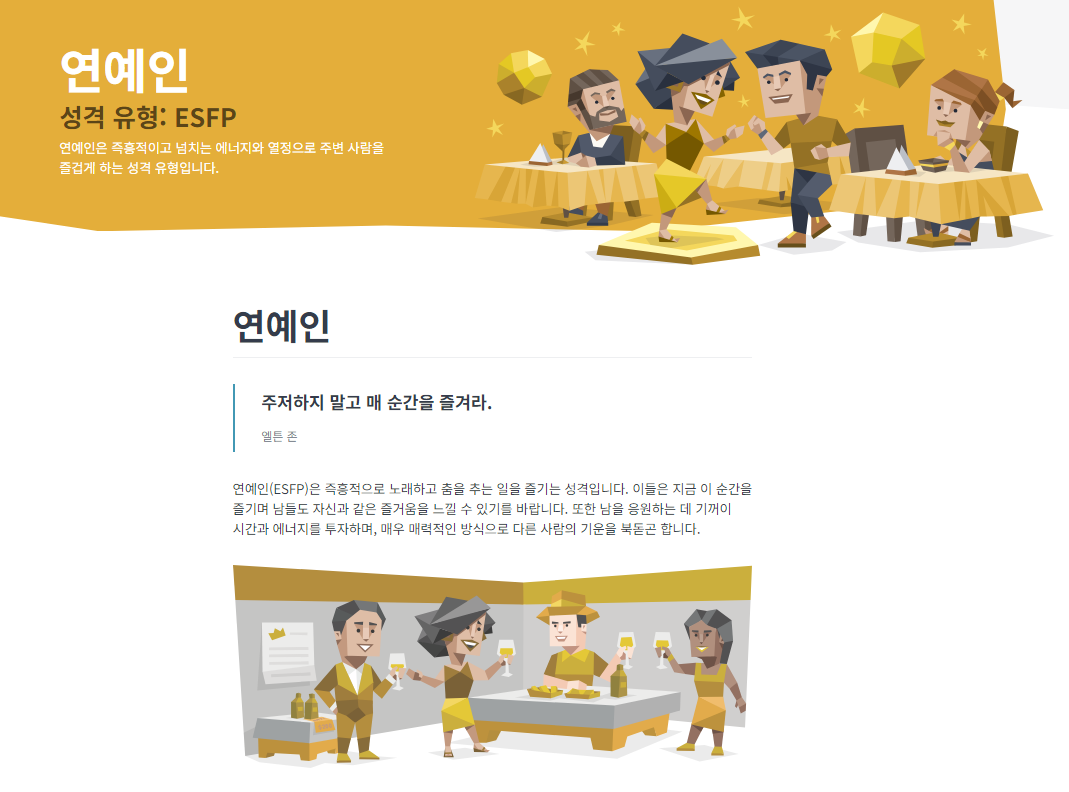 연예인
성격 유형: ESFP
연예인은 즉흥적이고 넘치는 에너지와 열정으로 주변 사람을
즐겁게 하는 성격 유형입니다.
연예인
주저하지 말고 매 순간을 즐겨라.
엘튼 존
연예인(ESFP)은 즉흥적으로 노래하고 춤을 추는 일을 즐기는 성격입니다. 이들은 지금 이 순간을
즐기며 남들도 자신과 같은 즐거움을 느낄 수 있기를 바랍니다. 또한 남을 응원하는 데 기꺼이
시간과 에너지를 투자하며, 매우 매력적인 방식으로 다른 사람의 기운을 북돋곤 합니다.